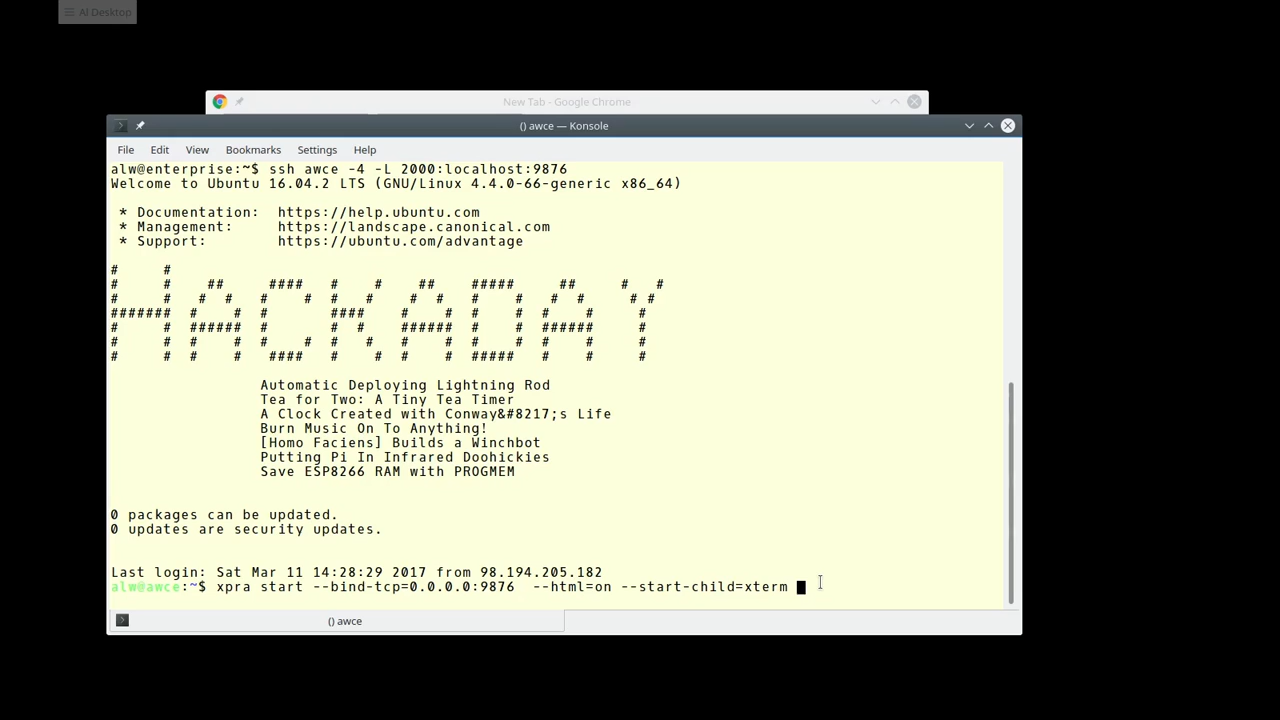 Al Desktop
New Tab - Google Chrome
() awce — Konsole
File Edit View Bookmarks Settings Help
alw@enterprise:~$ ssh awce -4 -L 2000:localhost:9876
Welcome to Ubuntu 16.04.2 LTS (GNU/Linux 4.4.0-66-generic x86_64)
* Documentation: https://help.ubuntu.com
* Management: https://landscape.canonical.com
* Support: https://ubuntu.com/advantage
HACKADAY
Automatic Deploying Lightning Rod
Tea for Two: A Tiny Tea Timer
A Clock Created with Conway&#8217;s Life
Burn Music On To Anything!
[Homo Faciens] Builds a Winchbot
Putting Pi In Infrared Doohickies
Save ESP8266 RAM with PROGMEM
0 packages can be updated.
0 updates are security updates.
Last login: Sat Mar 11 14:28:29 2017 from 98.194.205.182
alw@awce:~$ xpra start --bind-tcp=0.0.0.0:9876 --html=on --start-child=xterm
() awce